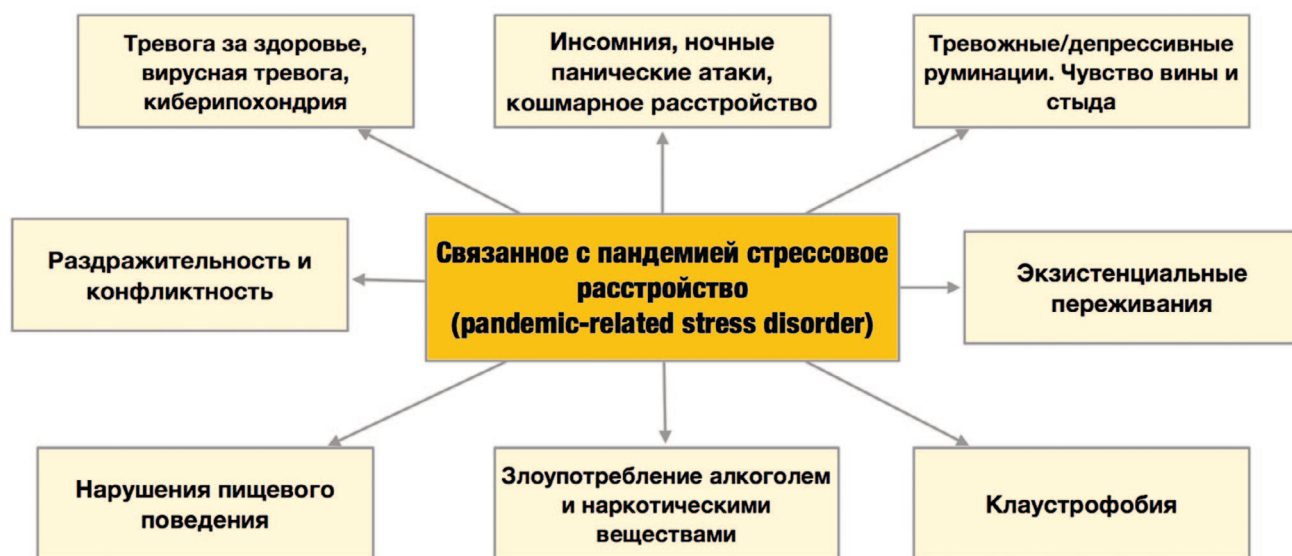 Тревога за здоровье,
вирусная тревога,
киберипохондрия
Инсомния, ночные
панические атаки,
кошмарное расстройство
Тревожные/депрессивные
руминации. Чувство вины и
стыда
Раздражительность и
конфликтность
Связанное с пандемией стрессовое
расстройство
(pandemic-related stress disorder)
Экзистенциальные
переживания
Нарушения пищевого
поведения
Злоупотребление алкоголем
и наркотическими
веществами
Клаустрофобия